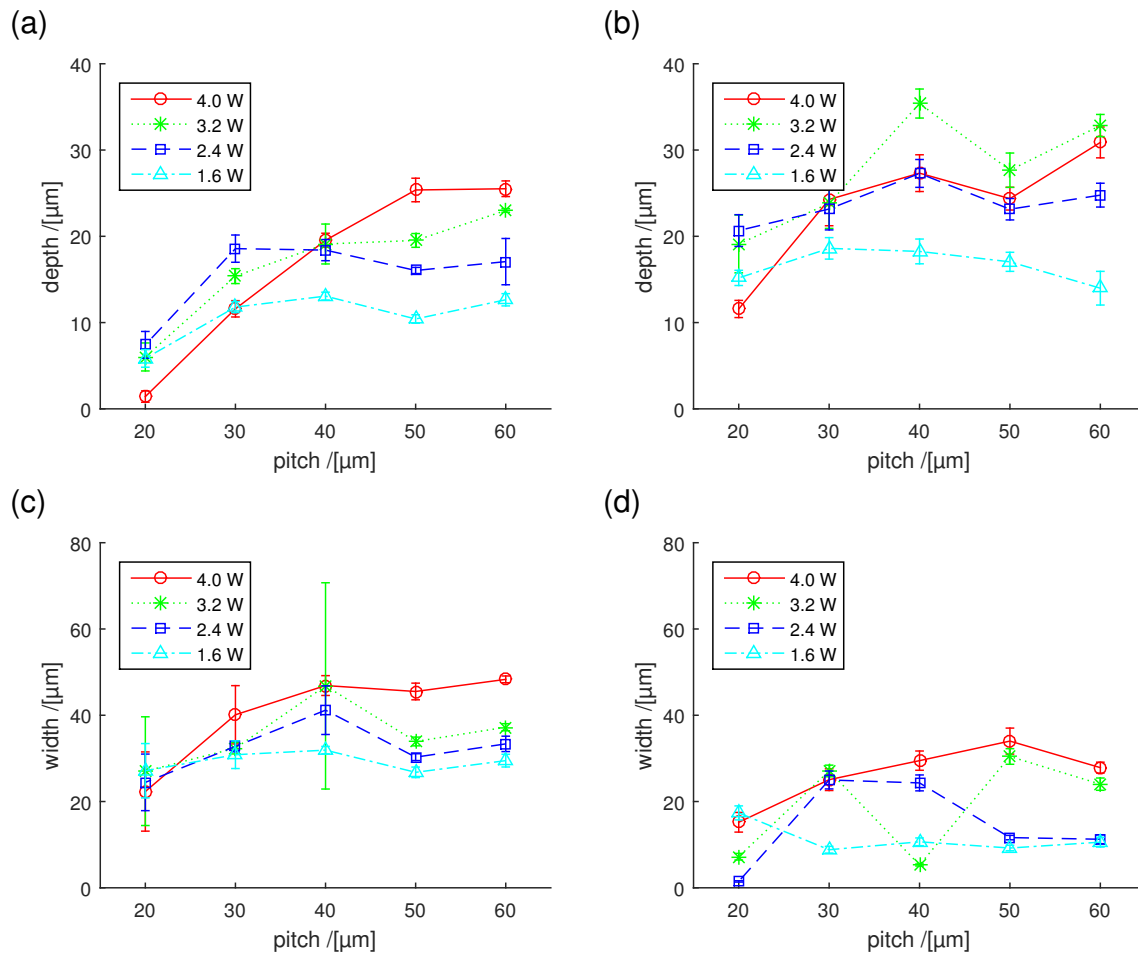 (a)
40
30
20
10
0
depth /[µm]
4.0 W
3.2 W
2.4 W
1.6 W
20 30 40 50 60
pitch /[µm]
(b)
40
30
20
10
0
depth /[µm]
4.0 W
3.2 W
2.4 W
1.6 W
20 30 40 50 60
pitch /[µm]
(c)
80
60
40
20
0
width /[µm]
4.0 W
3.2 W
2.4 W
1.6 W
20 30 40 50 60
pitch /[µm]
(d)
80
60
40
20
0
width /[µm]
4.0 W
3.2 W
2.4 W
1.6 W
20 30 40 50 60
pitch /[µm]